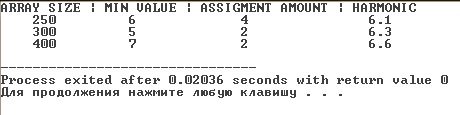 ARRAY SIZE | MIN VALUE | ASSIGMENT AMOUNT | HARMONIC
250 6 4 6.1
300 5 2 6.3
400 7 2 6.6
--------------------------------
Process exited after 0.02036 seconds with return value 0
Для продолжения нажмите любую клавишу . . .